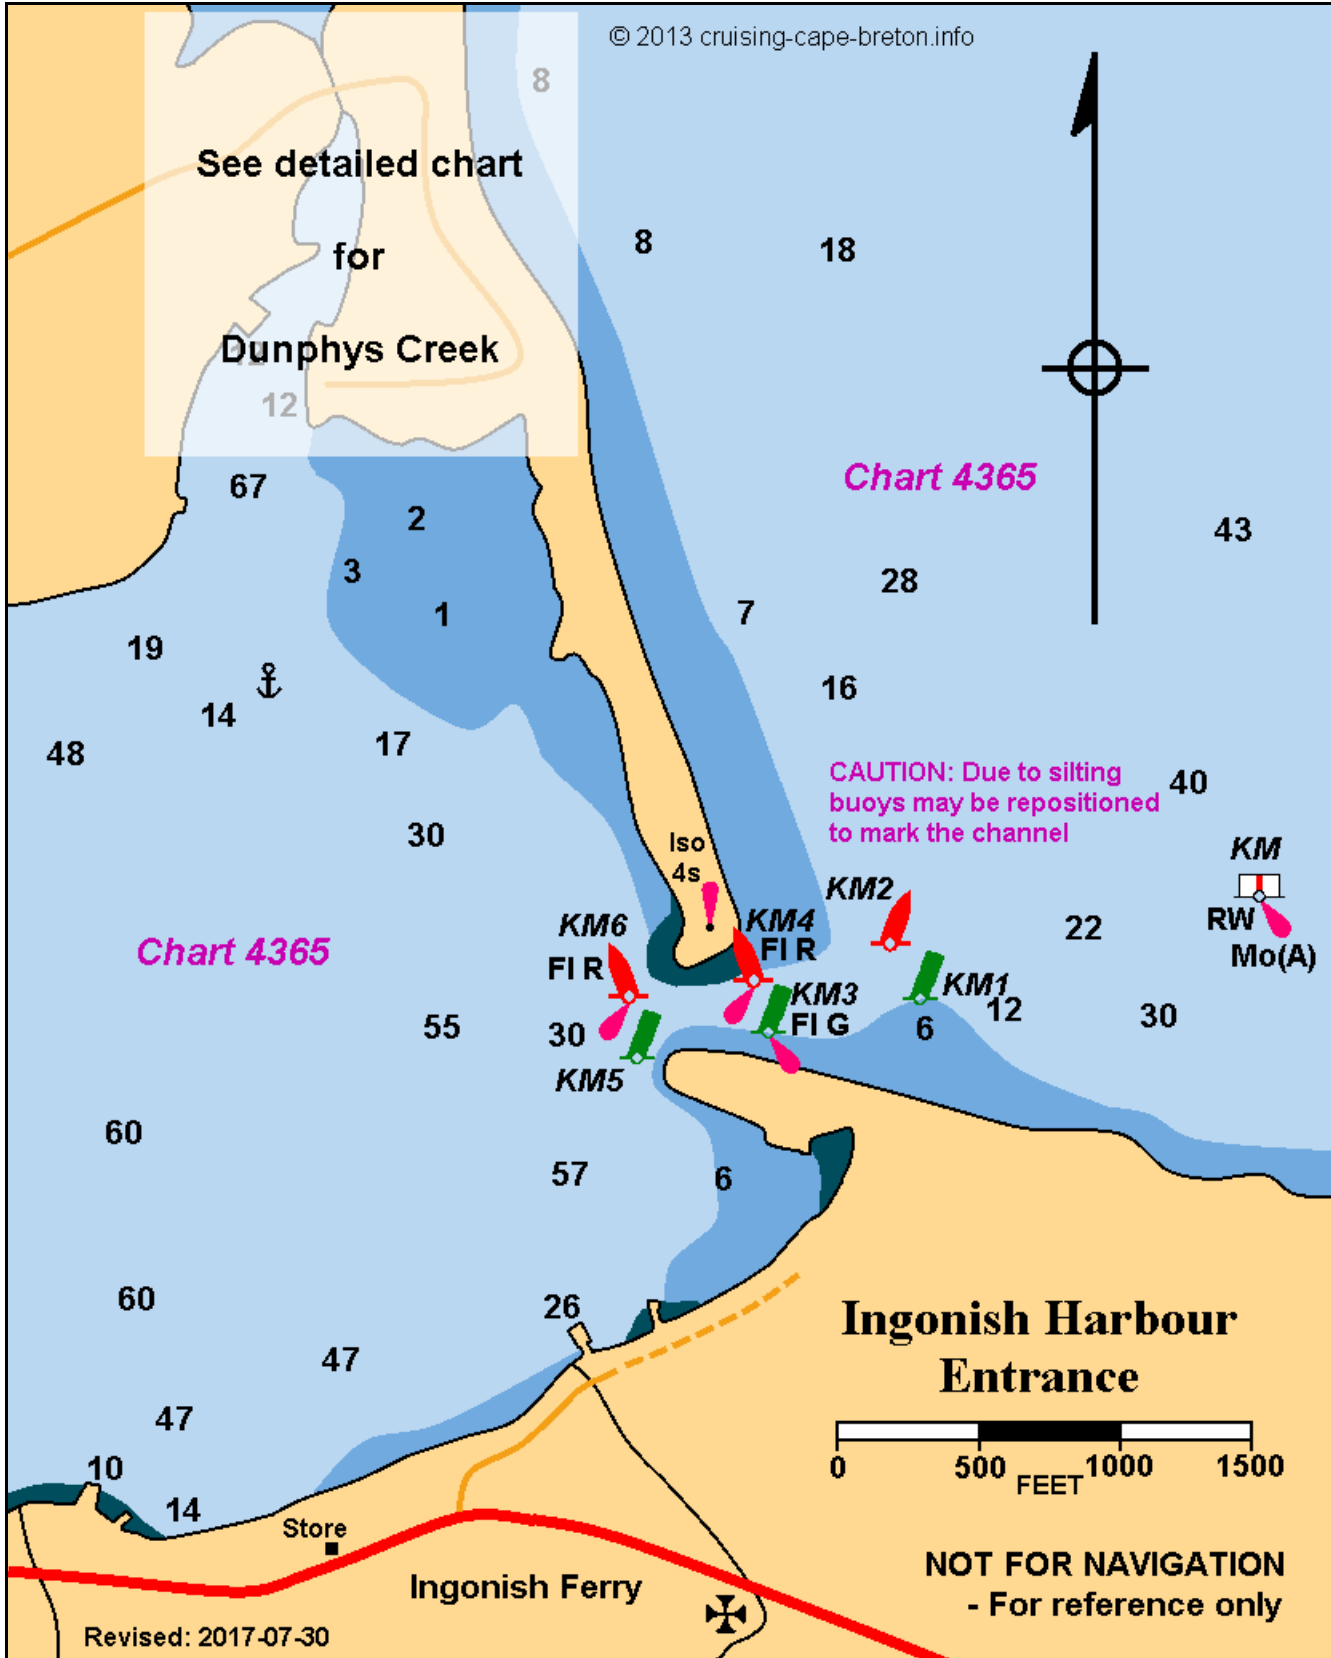 © 2013 cruising-cape-breton.info
8
See detailed chart
for
Dunphys Creek
12
12
8
18
Chart 4365
67
2
43
3
28
1
7
19
14
16
48
17
CAUTION: Due to silting
buoys may be repositioned
to mark the channel
40
30
Iso
4s
KM
RW
Mo(A)
KM2
KM4
Fl R
KM6
Fl R
22
Chart 4365
KM1
KM3
Fl G
12
6
30
55
30
KM5
60
57
6
60
26
Ingonish Harbour
Entrance
47
47
0 500 1000 1500
FEET
10
14
Store
NOT FOR NAVIGATION
- For reference only
Ingonish Ferry
Revised: 2017-07-30